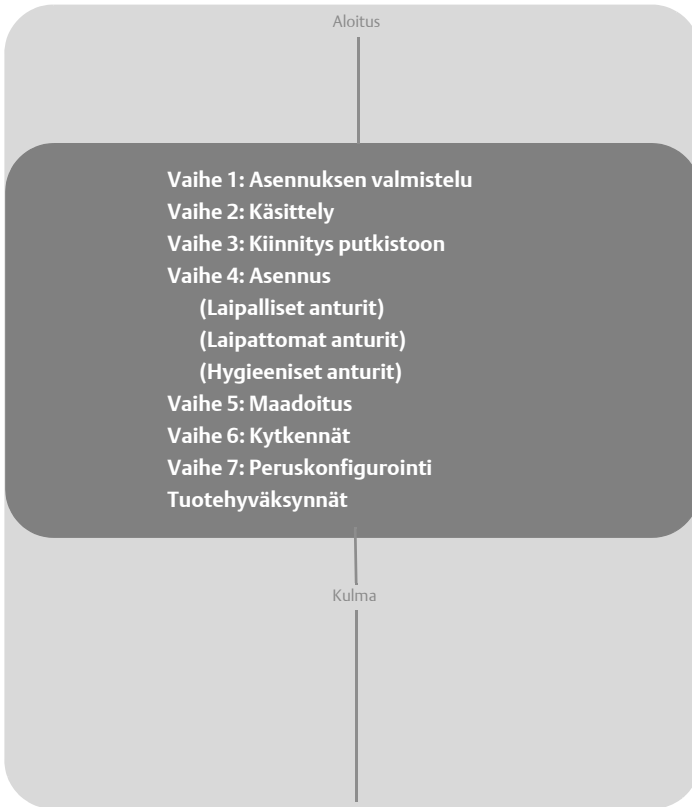 Aloitus
Vaihe 1: Asennuksen valmistelu
Vaihe 2: Käsittely
Vaihe 3: Kiinnitys putkistoon
Vaihe 4: Asennus
(Laipalliset anturit)
(Laipattomat anturit)
(Hygieeniset anturit)
Vaihe 5: Maadoitus
Vaihe 6: Kytkennät
Vaihe 7: Peruskonfigurointi
Tuotehyväksynnät
Kulma